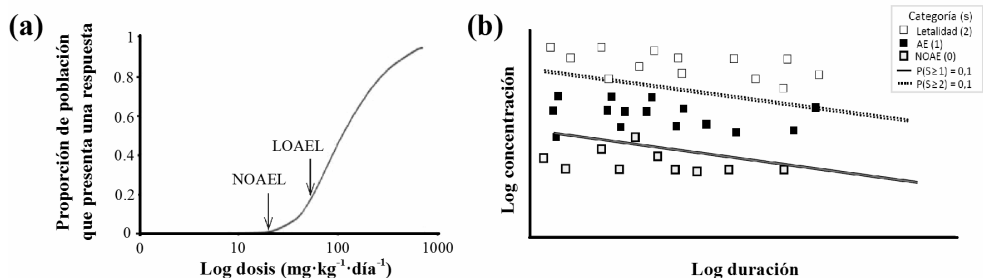 (a)
Proporción de población
que presenta una respuesta
1
0.8
0.6
0.4
0.2
0
NOAEL
LOAEL
0
10
100
1000
Log dosis (mg·kg⁻¹·día⁻¹)
(b)
Log concentración
Log duración
Categoría (s)
Letalidad (2)
AE (1)
NOAE (0)
P(S≥1) = 0,1
P(S≥2) = 0,1